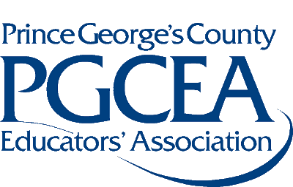 Prince George's County
PGCEA
Educators' Association